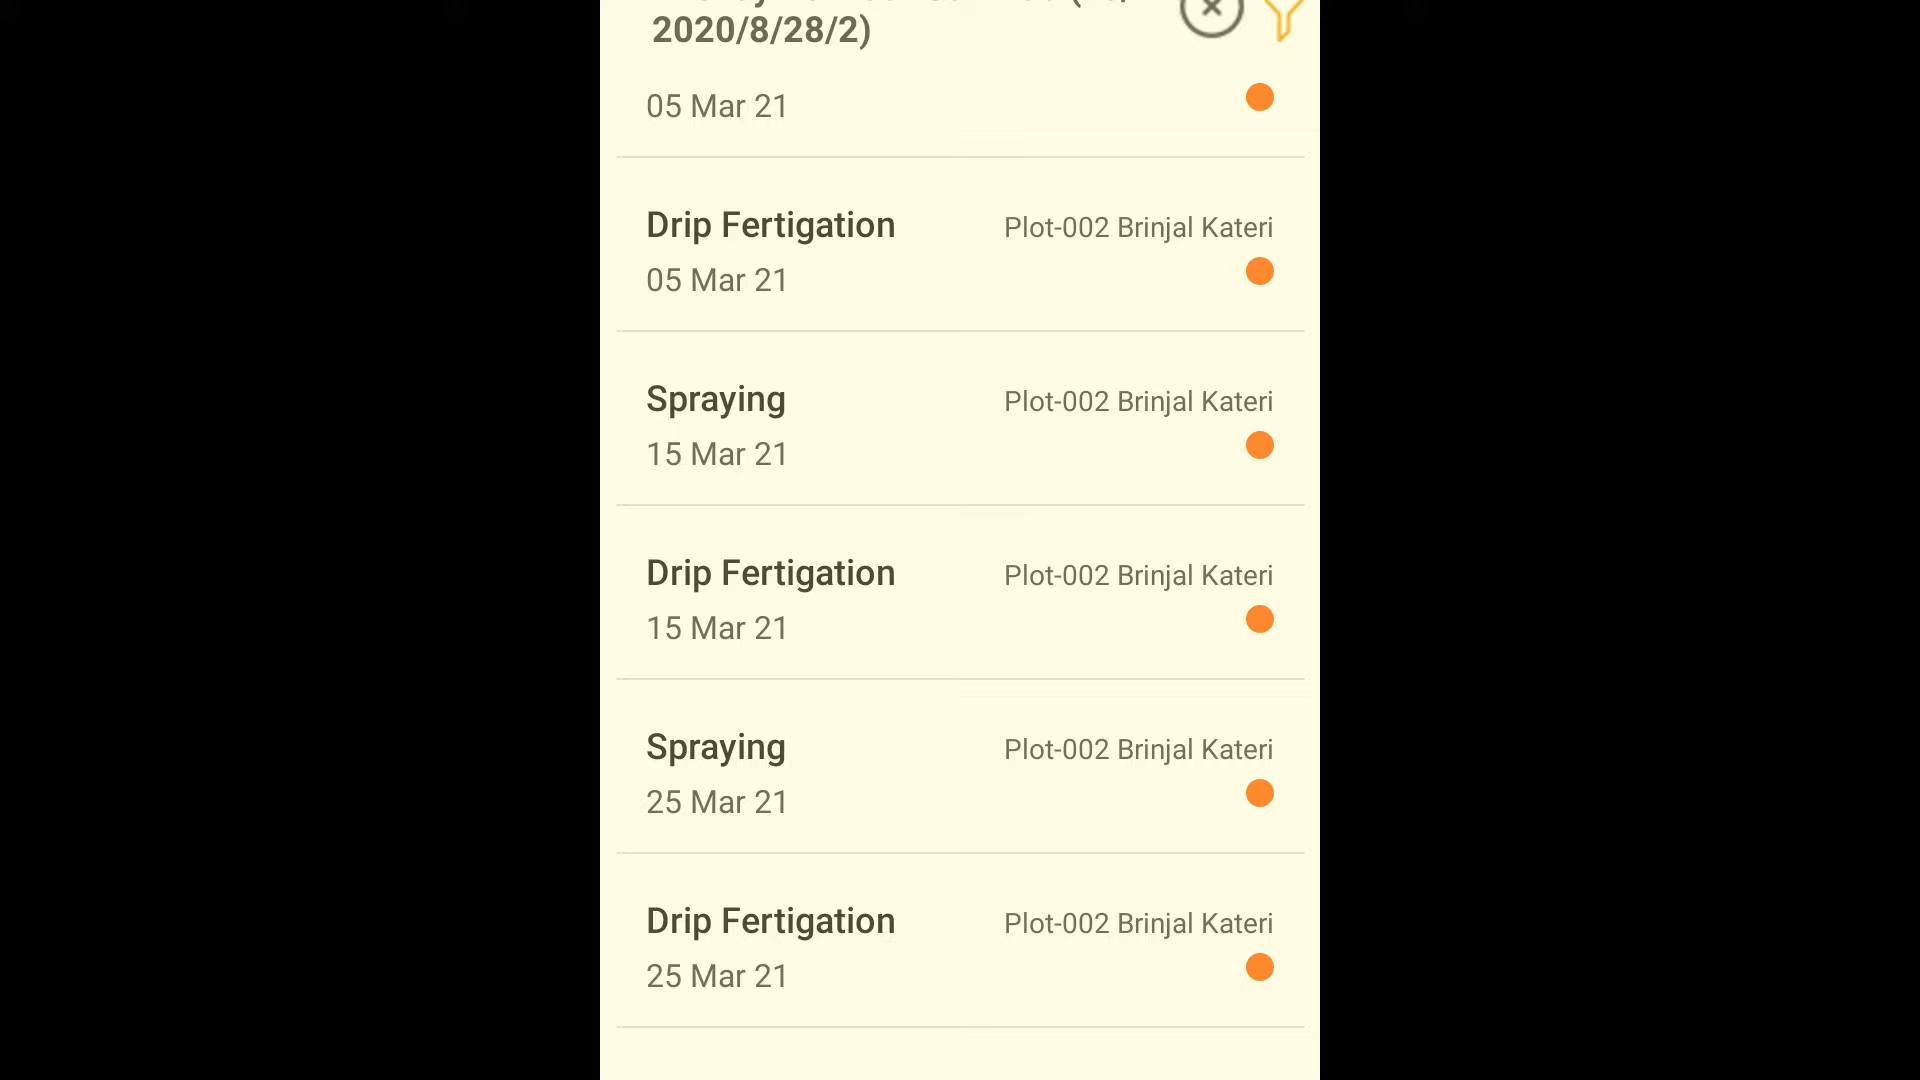 2020/8/28/2)
05 Mar 21
Drip Fertigation Plot-002 Brinjal Kateri
05 Mar 21
Spraying Plot-002 Brinjal Kateri
15 Mar 21
Drip Fertigation Plot-002 Brinjal Kateri
15 Mar 21
Spraying Plot-002 Brinjal Kateri
25 Mar 21
Drip Fertigation Plot-002 Brinjal Kateri
25 Mar 21